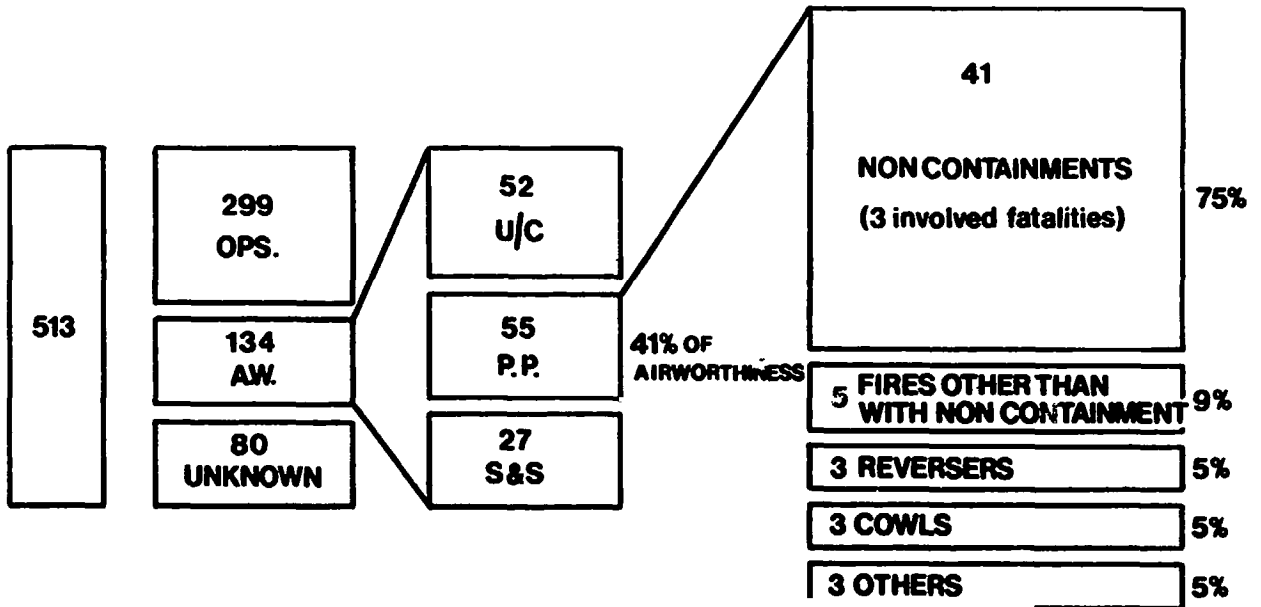 513
299
OPS.
134
A.W.
80
UNKNOWN
52
U/C
55
P.P.
27
S&S
41% OF
AIRWORTHINESS
41
NON CONTAINMENTS
(3 involved fatalities)
75%
5 FIRES OTHER THAN
WITH NON CONTAINMENT
9%
3 REVERSERS
5%
3 COWLS
5%
3 OTHERS
5%